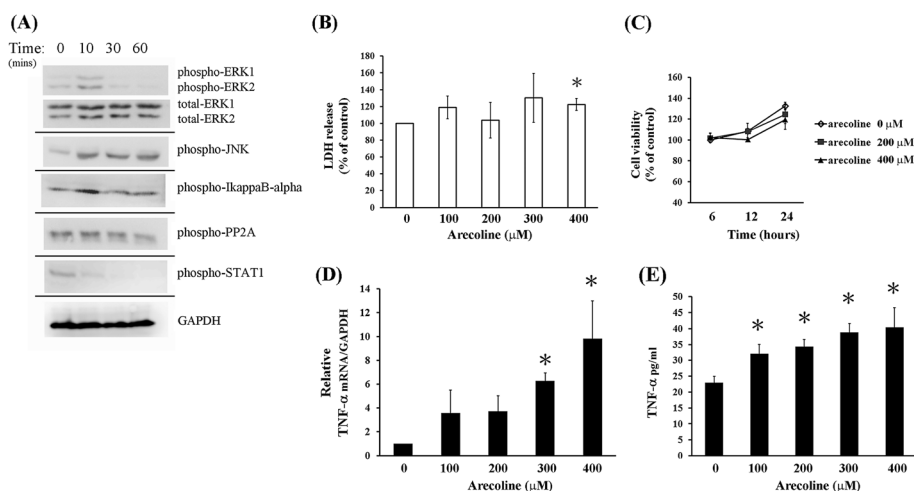 (A)
Time: 0 10 30 60
(mins)
phospho-ERK1
phospho-ERK2
total-ERK1
total-ERK2
phospho-JNK
phospho-IkappaB-alpha
phospho-PP2A
phospho-STAT1
GAPDH
(B)
LDH release
(% of control)
180
160
140
120
100
80
60
40
20
0
*
0 100 200 300 400
Arecoline (μM)
(C)
Cell viability
(% of control)
160
140
120
100
80
60
40
6 12 24
Time (hours)
arecoline 0 μM
arecoline 200 μM
arecoline 400 μM
(D)
Relative
TNF-α mRNA/GAPDH
14
12
10
8
6
4
2
0
* *
0 100 200 300 400
Arecoline (μM)
(E)
TNF-α pg/ml
50
45
40
35
30
25
20
15
10
5
0
* * * *
0 100 200 300 400
Arecoline (μM)